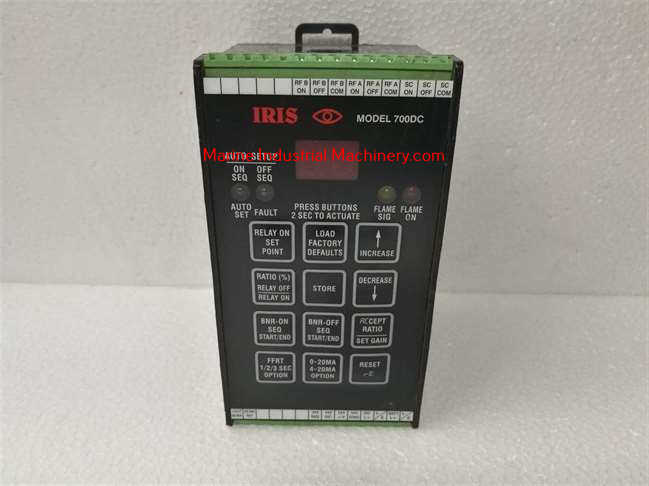 RF B RF B RF B RF A RF A RF A SC SC SC
ON OFF COM ON OFF COM ON OFF COM
IRIS MODEL 700DC
Marine Industrial Machinery.com
AUTO SETUP
ON OFF
SEQ SEQ
AUTO
SET FAULT
PRESS BUTTONS
2 SEC TO ACTUATE
FLAME FLAME
SIG ON
RELAY ON
SET
POINT
LOAD
FACTORY
DEFAULTS
INCREASE
RATIO (%)
RELAY OFF
RELAY ON
STORE
DECREASE
BNR-ON
SEQ
START/END
BNR-OFF
SEQ
START/END
ACCEPT
RATIO
SET GAIN
FFRT
1/2/3 SEC
OPTION
0-20MA
4-20MA
OPTION
RESET